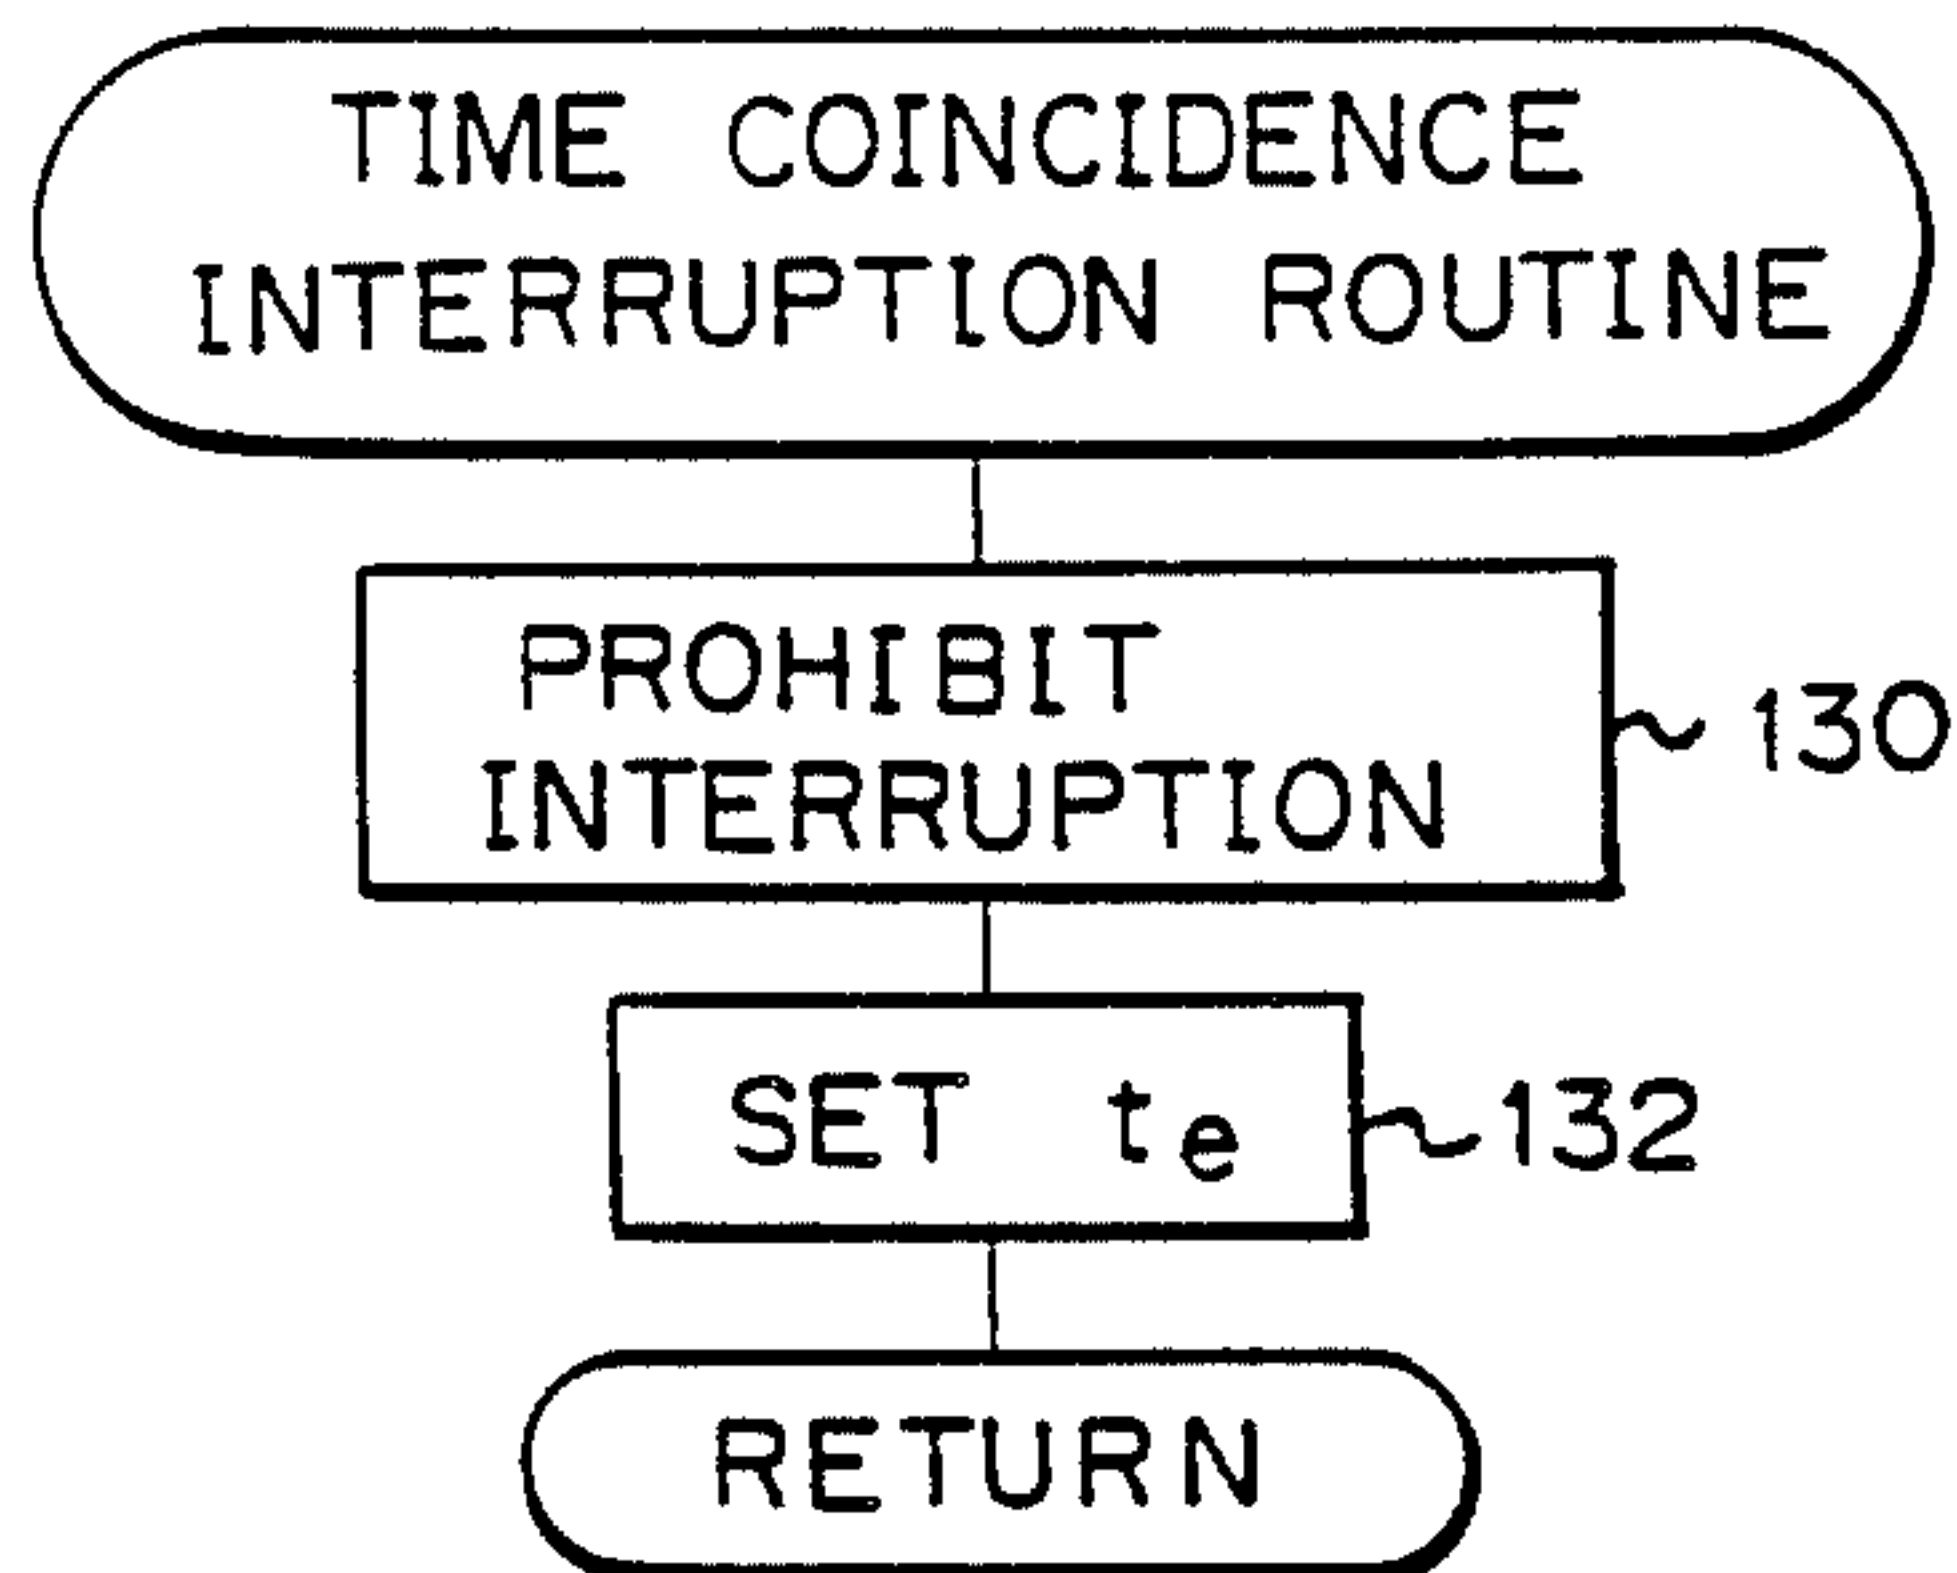 TIME COINCIDENCE
INTERRUPTION ROUTINE
PROHIBIT
INTERRUPTION
130
SET te
132
RETURN